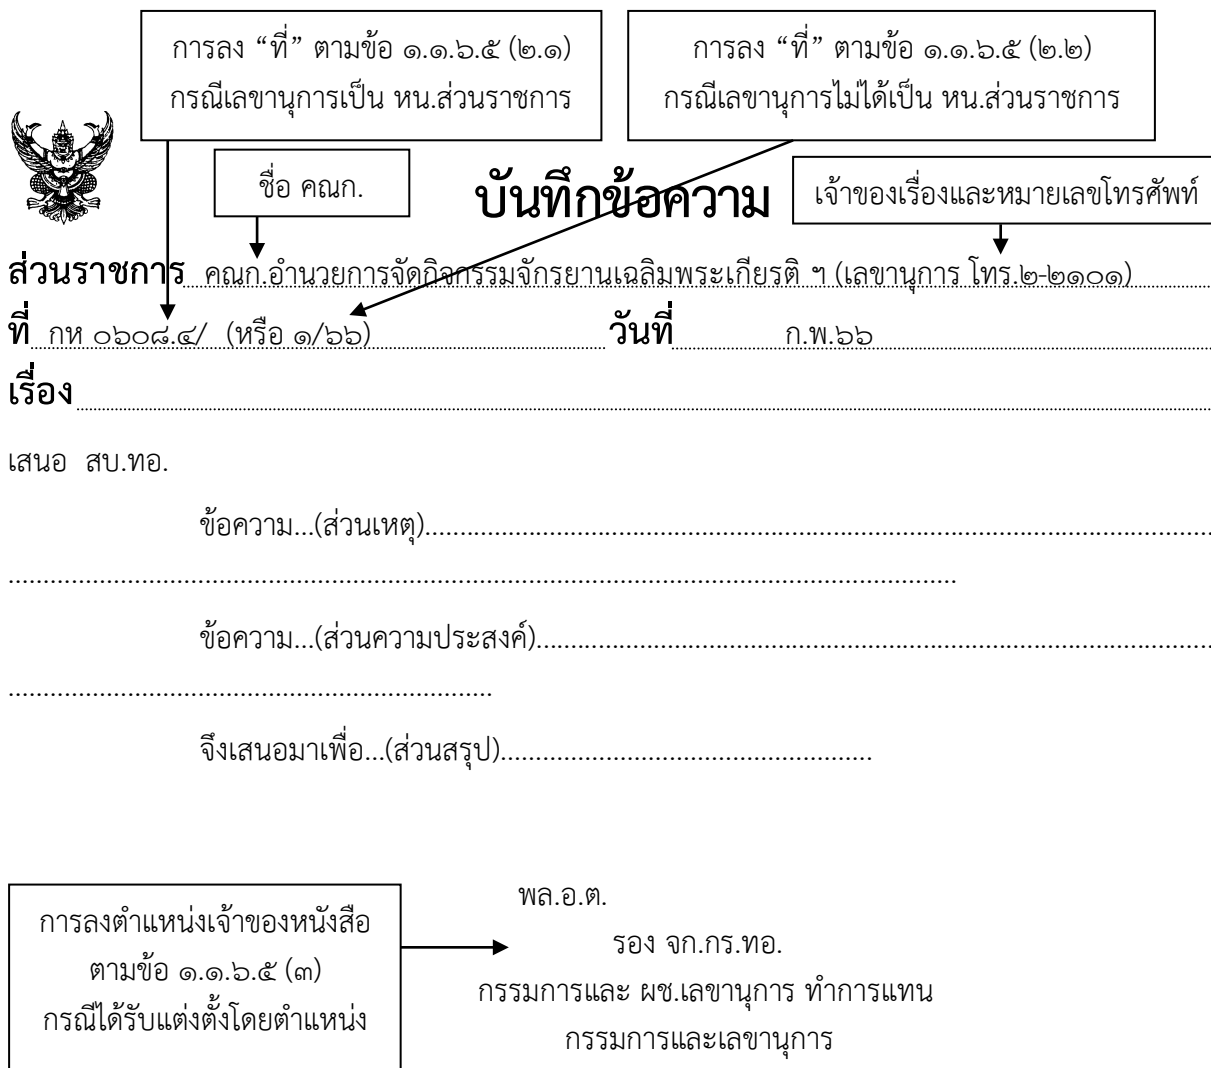 การลง “ที่” ตามข้อ ๑.๑.๖.๕ (๒.๑)
กรณีเลขานุการเป็น หน.ส่วนราชการ
การลง “ที่” ตามข้อ ๑.๑.๖.๕ (๒.๒)
กรณีเลขานุการไม่ได้เป็น หน.ส่วนราชการ
ชื่อ คณก.
บันทึกข้อความ
เจ้าของเรื่องและหมายเลขโทรศัพท์
ส่วนราชการ คณก.อำนวยการจัดกิจกรรมจักรยานเฉลิมพระเกียรติ ฯ (เลขานุการ โทร.๒-๒๑๐๑)
ที่ กห ๐๖๐๘.๔/ (หรือ ๑/๖๖) วันที่ ก.พ.๖๖
เรื่อง
เสนอ สบ.ทอ.
ข้อความ...(ส่วนเหตุ)..................................................................................................................
.......................................................................................................................................
ข้อความ...(ส่วนความประสงค์)..................................................................................................
.....................................................................
จึงเสนอมาเพื่อ...(ส่วนสรุป).....................................................
พล.อ.ต.
รอง จก.กร.ทอ.
กรรมการและ ผช.เลขานุการ ทำการแทน
กรรมการและเลขานุการ
การลงตำแหน่งเจ้าของหนังสือ
ตามข้อ ๑.๑.๖.๕ (๓)
กรณีได้รับแต่งตั้งโดยตำแหน่ง